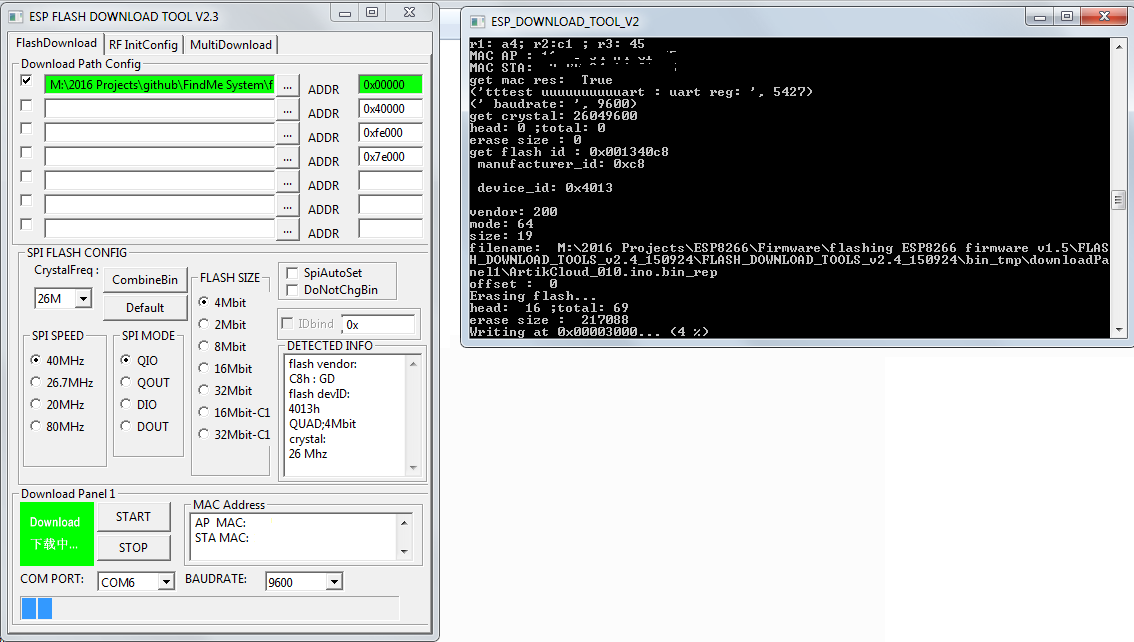 ESP FLASH DOWNLOAD TOOL V2.3
FlashDownload
RF InitConfig
MultiDownload
Download Path Config
M:\2016 Projects\github\FindMe System\f
...
ADDR
0x00000
...
ADDR
0x40000
...
ADDR
0xfe000
...
ADDR
0x7e000
...
ADDR
...
ADDR
...
ADDR
SPI FLASH CONFIG
CrystalFreq :
26M
CombineBin
Default
SPI SPEED
40MHz
26.7MHz
20MHz
80MHz
SPI MODE
QIO
QOUT
DIO
DOUT
FLASH SIZE
4Mbit
2Mbit
8Mbit
16Mbit
32Mbit
16Mbit-C1
32Mbit-C1
SpiAutoSet
DoNotChgBin
IDbind
0x
DETECTED INFO
flash vendor:
C8h : GD
flash devID:
4013h
QUAD;4Mbit
crystal:
26 Mhz
Download Panel 1
Download
下载中...
START
STOP
MAC Address
AP MAC:
STA MAC:
COM PORT:
COM6
BAUDRATE:
9600
ESP_DOWNLOAD_TOOL_V2
r1: a4; r2:c1 ; r3: 45
MAC AP :
MAC STA:
get mac res: True
('tttest uuuuuuuuuuuart : uart reg: ', 5427)
(' baudrate: ', 9600)
get crystal: 26049600
head: 0 ;total: 0
erase size : 0
get flash id : 0x001340c8
manufacturer_id: 0xc8
device_id: 0x4013
vendor: 200
mode: 64
size: 19
filename: M:\2016 Projects\ESP8266\Firmware\flashing ESP8266 firmware v1.5\FLAS
H_DOWNLOAD_TOOLS_v2.4_150924\FLASH_DOWNLOAD_TOOLS_v2.4_150924\bin_tmp\downloadPa
nel1\ArtikCloud_010.ino.bin_rep
offset : 0
Erasing flash...
head: 16 ;total: 69
erase size : 217088
Writing at 0x00003000... (4 %)